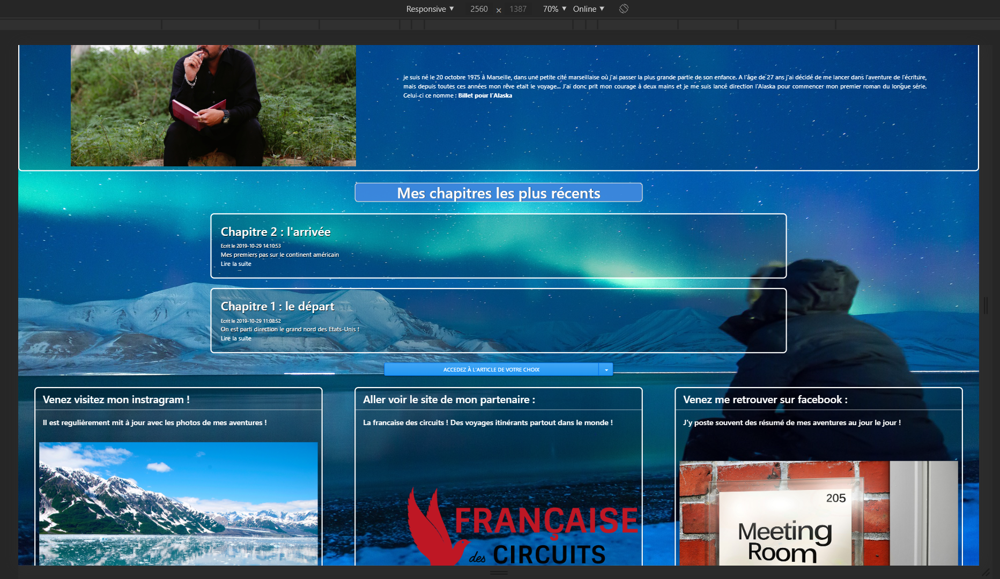 Responsive ▼ 2560 × 1387 70% ▼ Online ▼
je suis né le 20 octobre 1975 à Marseille, dans une petite cité marseillaise où j'ai passer la plus grande partie de son enfance. A l'âge de 27 ans j'ai décidé de me lancer dans l'aventure de l'écriture,
mais depuis toutes ces années mon rêve etait le voyage... J'ai donc prit mon courage à deux mains et je me suis lancé direction l'Alaska pour commencer mon premier roman du longue série.
Celui-ci ce nomme : Billet pour l'Alaska
Mes chapitres les plus récents
Chapitre 2 : l'arrivée
Ecrit le 2019-10-29 14:10:53
Mes premiers pas sur le continent américain
Lire la suite
Chapitre 1 : le départ
Ecrit le 2019-10-29 11:08:52
On est parti direction le grand nord des Etats-Unis !
Lire la suite
ACCEDEZ À L'ARTICLE DE VOTRE CHOIX
Venez visitez mon instragram !
Il est regulièrement mit à jour avec les photos de mes aventures !
Aller voir le site de mon partenaire :
La francaise des circuits ! Des voyages itinérants partout dans le monde !
FRANÇAISE
des CIRCUITS
Venez me retrouver sur facebook :
J'y poste souvent des résumé de mes aventures au jour le jour !
205
Meeting
Room